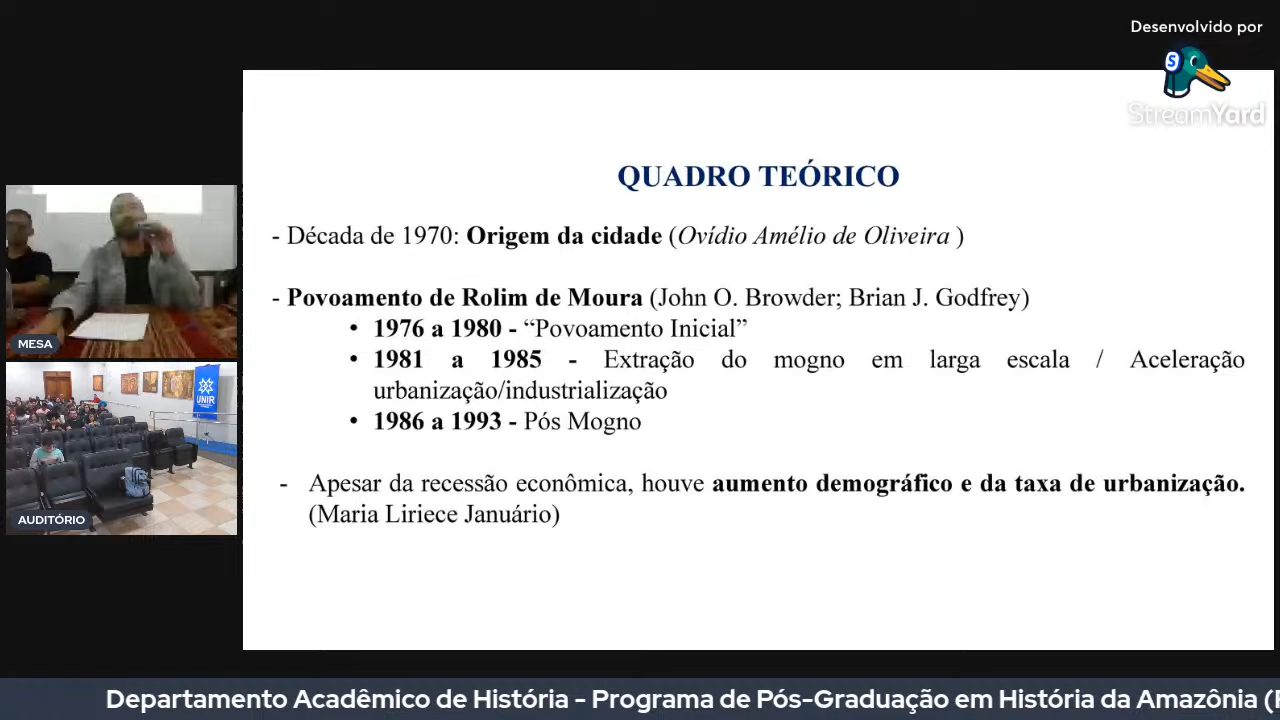 Desenvolvido por
StreamYard
QUADRO TEÓRICO
- Década de 1970: Origem da cidade (Ovídio Amélio de Oliveira )
- Povoamento de Rolim de Moura (John O. Browder; Brian J. Godfrey)
• 1976 a 1980 - “Povoamento Inicial”
• 1981 a 1985 - Extração do mogno em larga escala / Aceleração
urbanização/industrialização
• 1986 a 1993 - Pós Mogno
- Apesar da recessão econômica, houve aumento demográfico e da taxa de urbanização.
(Maria Liriece Januário)
MESA
UNIR
AUDITÓRIO
Departamento Acadêmico de História - Programa de Pós-Graduação em História da Amazônia (